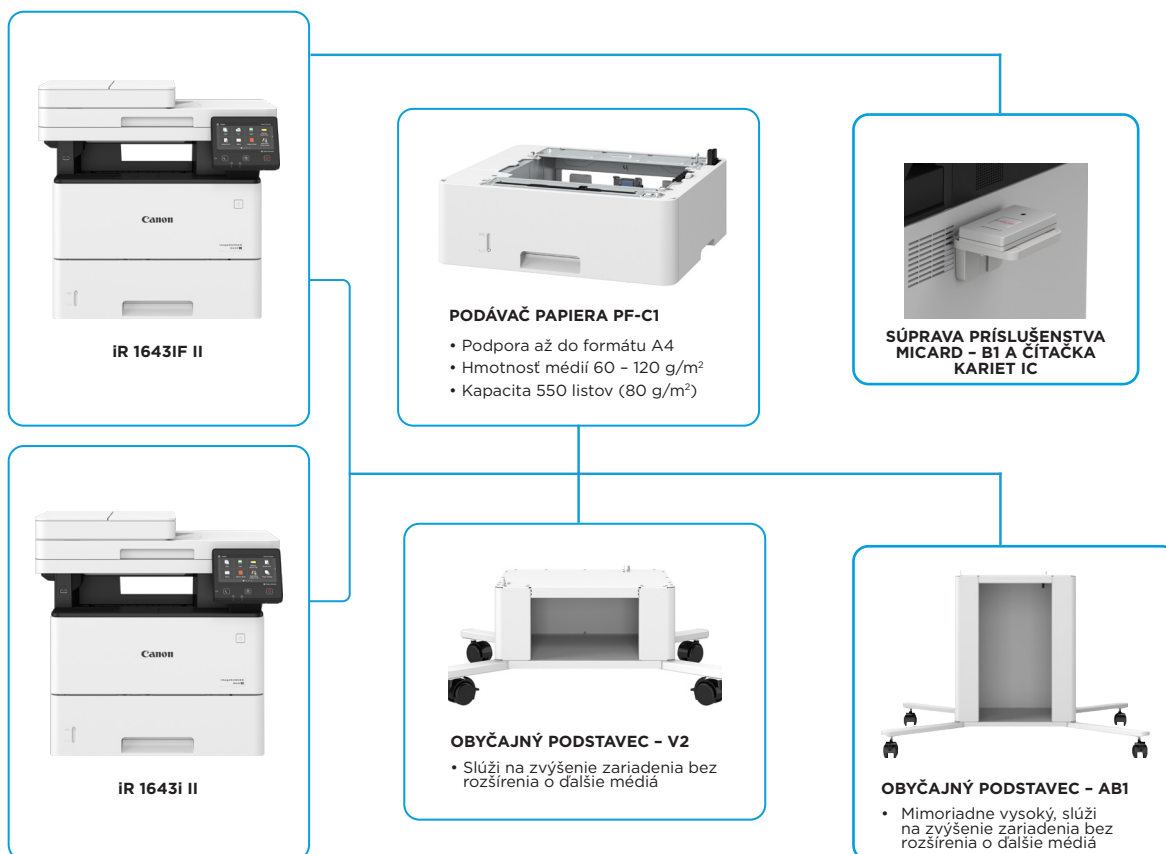 Canon
iR 1643IF II
PODÁVAČ PAPIERA PF-C1
• Podpora až do formátu A4
• Hmotnosť médií 60 – 120 g/m²
• Kapacita 550 listov (80 g/m²)
SÚPRAVA PRÍSLUŠENSTVA
MICARD – B1 A ČÍTAČKA
KARIET IC
Canon
iR 1643i II
OBYČAJNÝ PODSTAVEC – V2
• Slúži na zvýšenie zariadenia bez
rozšírenia o ďalšie médiá
OBYČAJNÝ PODSTAVEC – AB1
• Mimoriadne vysoký, slúži
na zvýšenie zariadenia bez
rozšírenia o ďalšie médiá